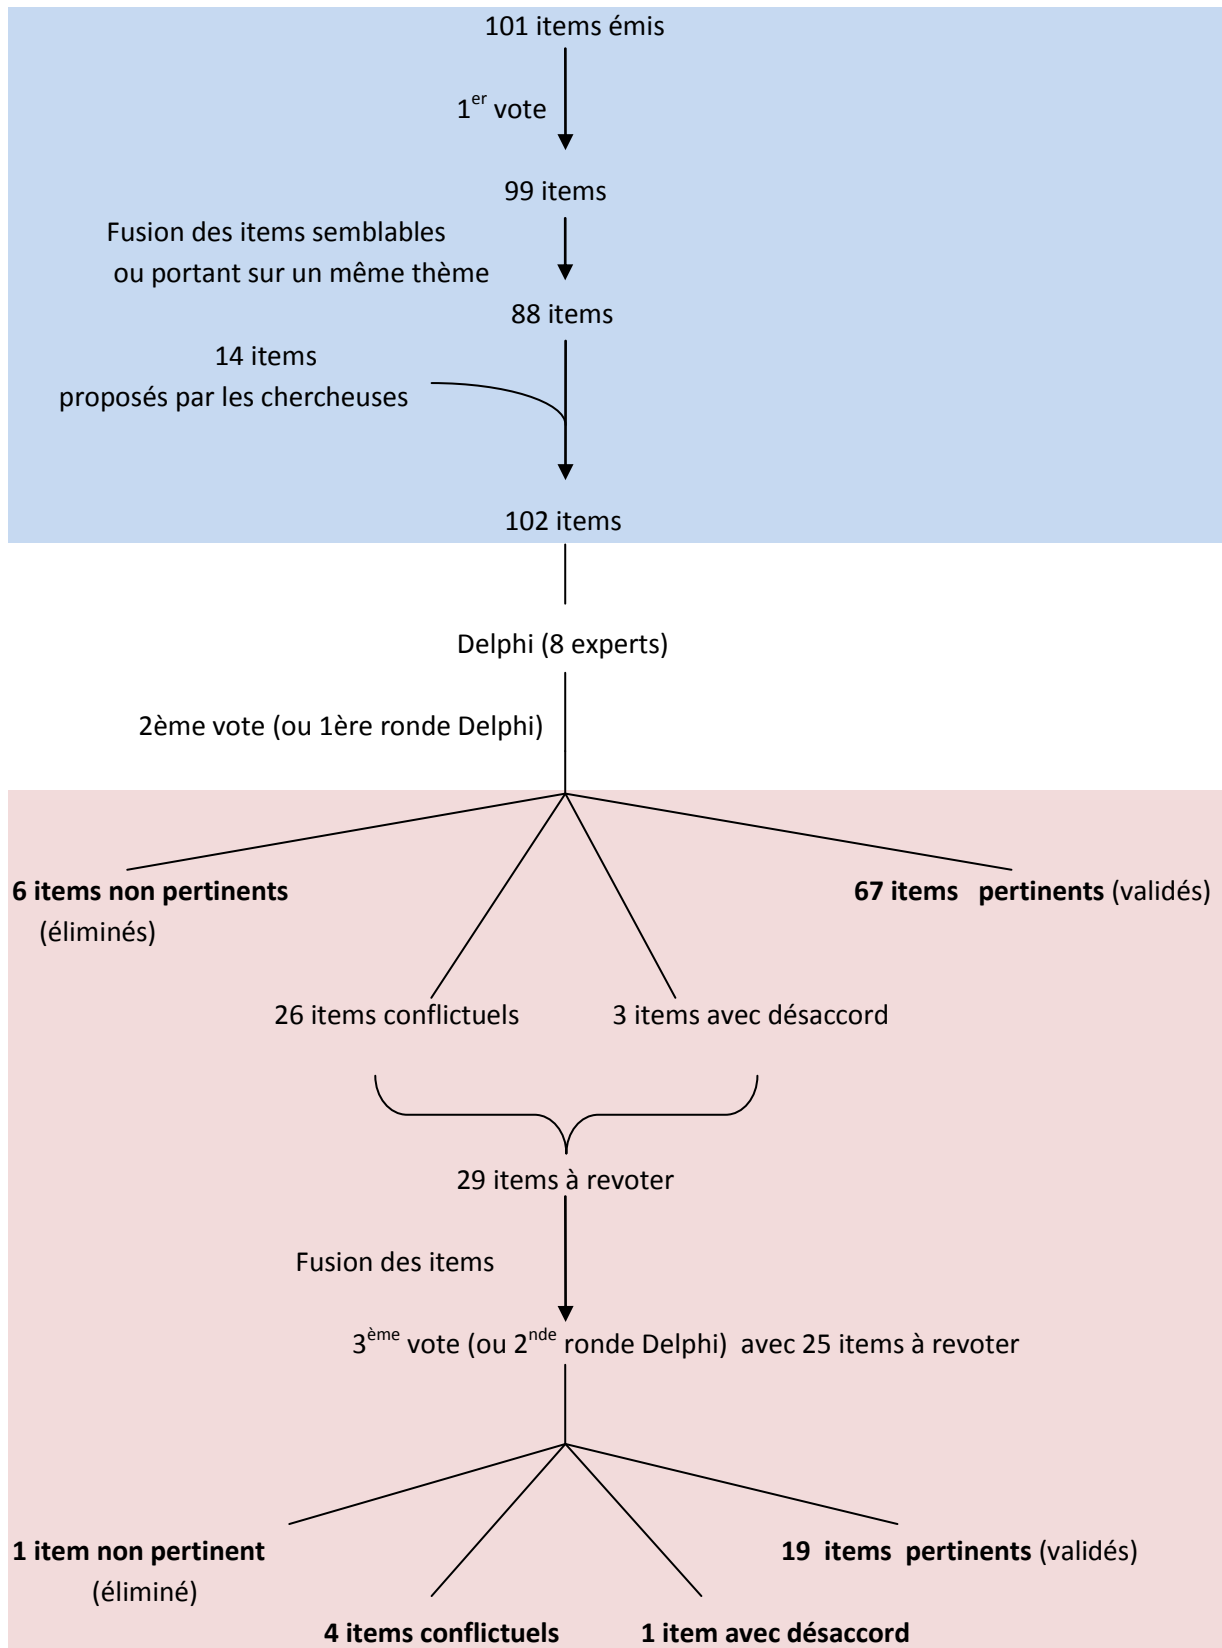 101 items émis
1er vote
99 items
Fusion des items semblables
ou portant sur un même thème
88 items
14 items
proposés par les chercheuses
102 items
Delphi (8 experts)
2ème vote (ou 1ère ronde Delphi)
6 items non pertinents
(éliminés)
67 items pertinents (validés)
26 items conflictuels
3 items avec désaccord
29 items à revoter
Fusion des items
3ème vote (ou 2nde ronde Delphi) avec 25 items à revoter
1 item non pertinent
(éliminé)
19 items pertinents (validés)
4 items conflictuels
1 item avec désaccord